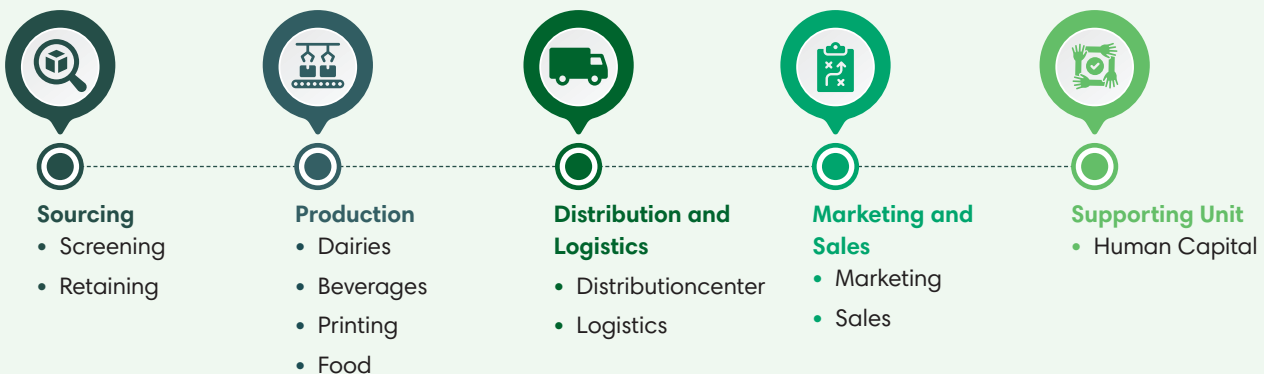 Sourcing
• Screening
• Retaining
Production
• Dairies
• Beverages
• Printing
• Food
Distribution and
Logistics
• Distributioncenter
• Logistics
Marketing and
Sales
• Marketing
• Sales
Supporting Unit
• Human Capital